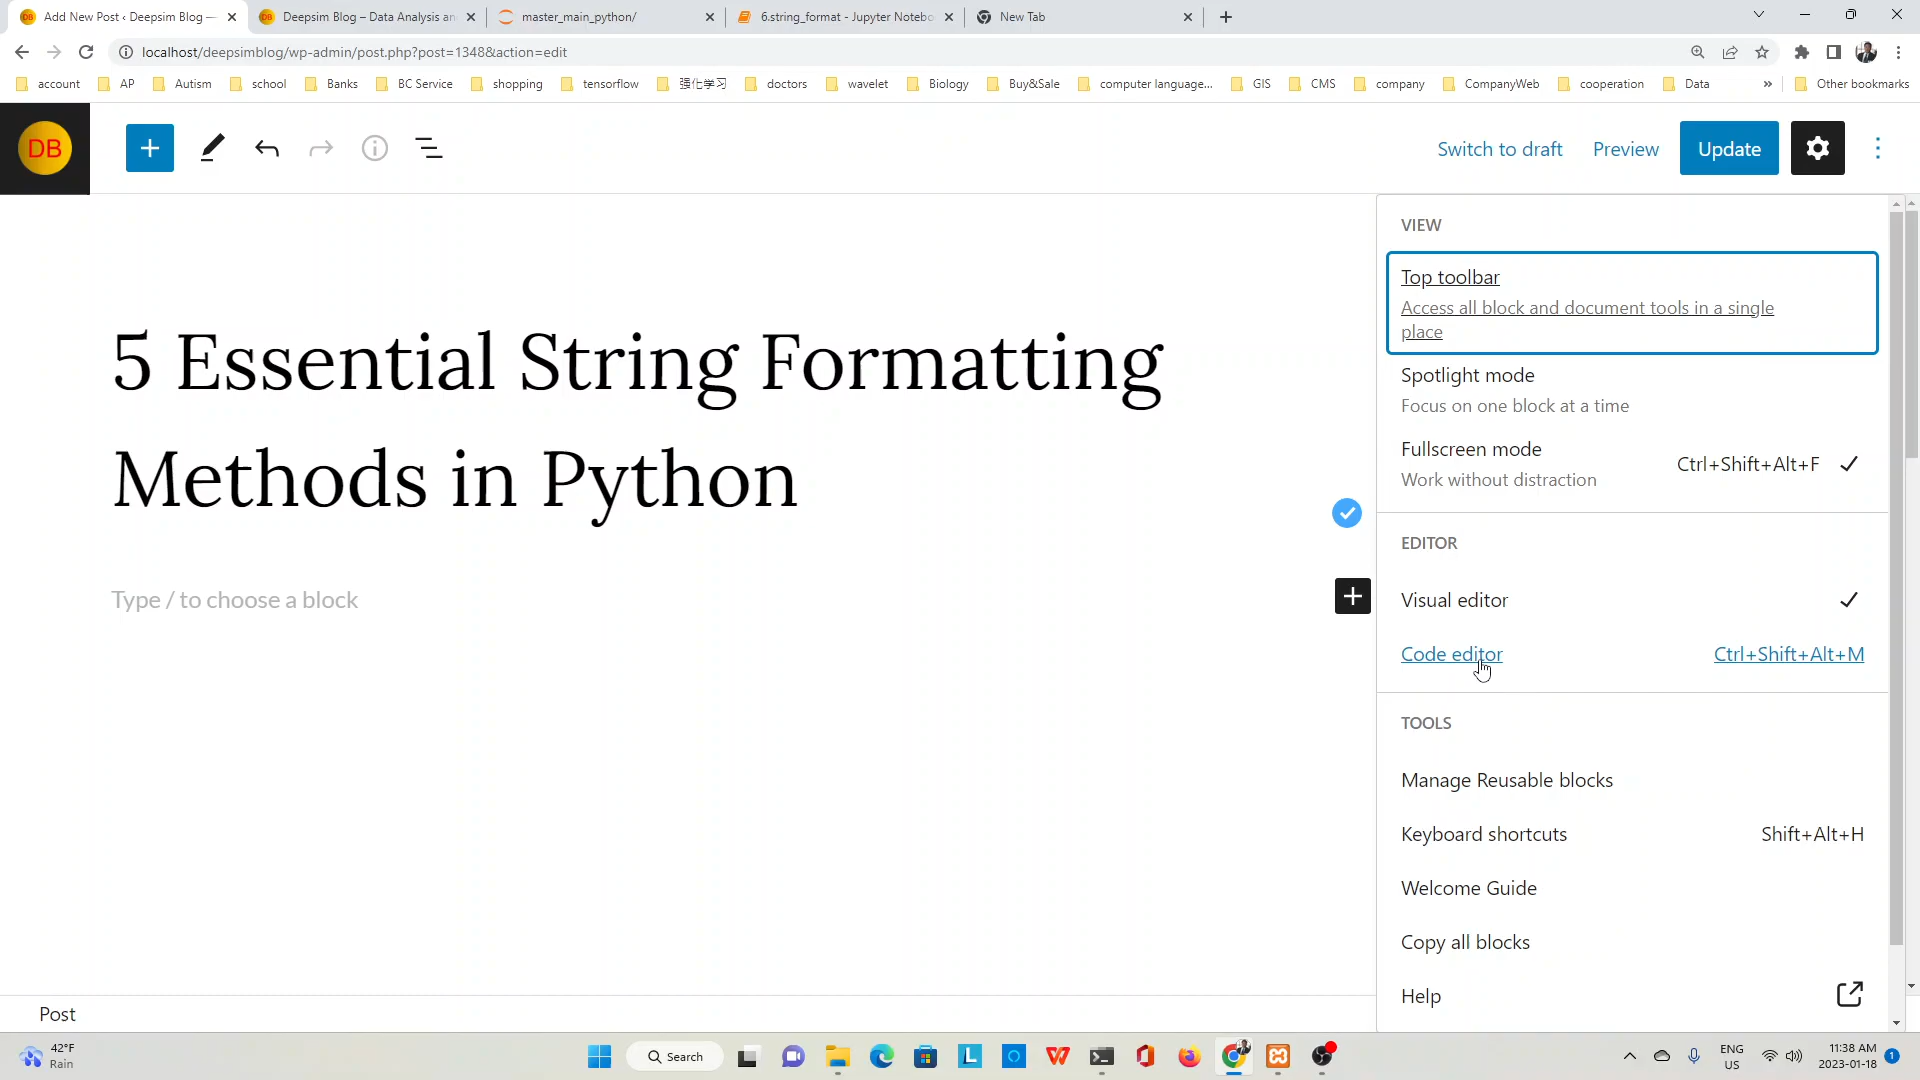 Add New Post ‹ Deepsim Blog —
Deepsim Blog – Data Analysis an
master_main_python/
6.string_format - Jupyter Notebo
New Tab
localhost/deepsimblog/wp-admin/post.php?post=1348&action=edit
account
AP
Autism
school
Banks
BC Service
shopping
tensorflow
强化学习
doctors
wavelet
Biology
Buy&Sale
computer language...
GIS
CMS
company
CompanyWeb
cooperation
Data
»
Other bookmarks
DB
Switch to draft
Preview
Update
5 Essential String Formatting
Methods in Python
Type / to choose a block
VIEW
Top toolbar
Access all block and document tools in a single
place
Spotlight mode
Focus on one block at a time
Fullscreen mode
Ctrl+Shift+Alt+F
Work without distraction
EDITOR
Visual editor
Code editor
Ctrl+Shift+Alt+M
TOOLS
Manage Reusable blocks
Keyboard shortcuts
Shift+Alt+H
Welcome Guide
Copy all blocks
Help
Post
42°F
Rain
Search
ENG
US
11:38 AM
2023-01-18
1